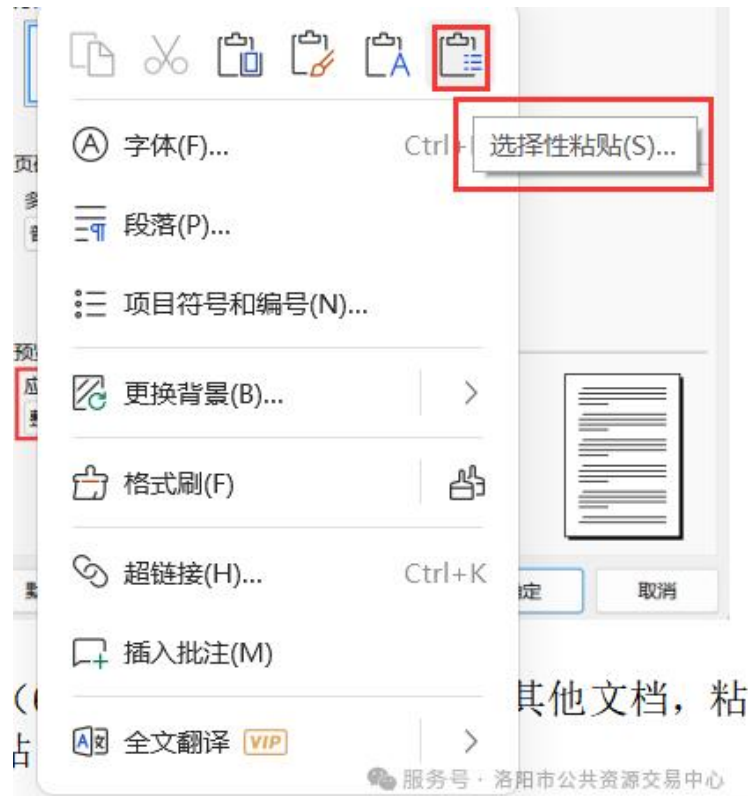 字体(F)...
Ctrl+
选择性粘贴(S)...
段落(P)...
项目符号和编号(N)...
更换背景(B)...
格式刷(F)
超链接(H)... Ctrl+K
取消
插入批注(M)
其他文档，粘
全文翻译 VIP
服务号 · 洛阳市公共资源交易中心